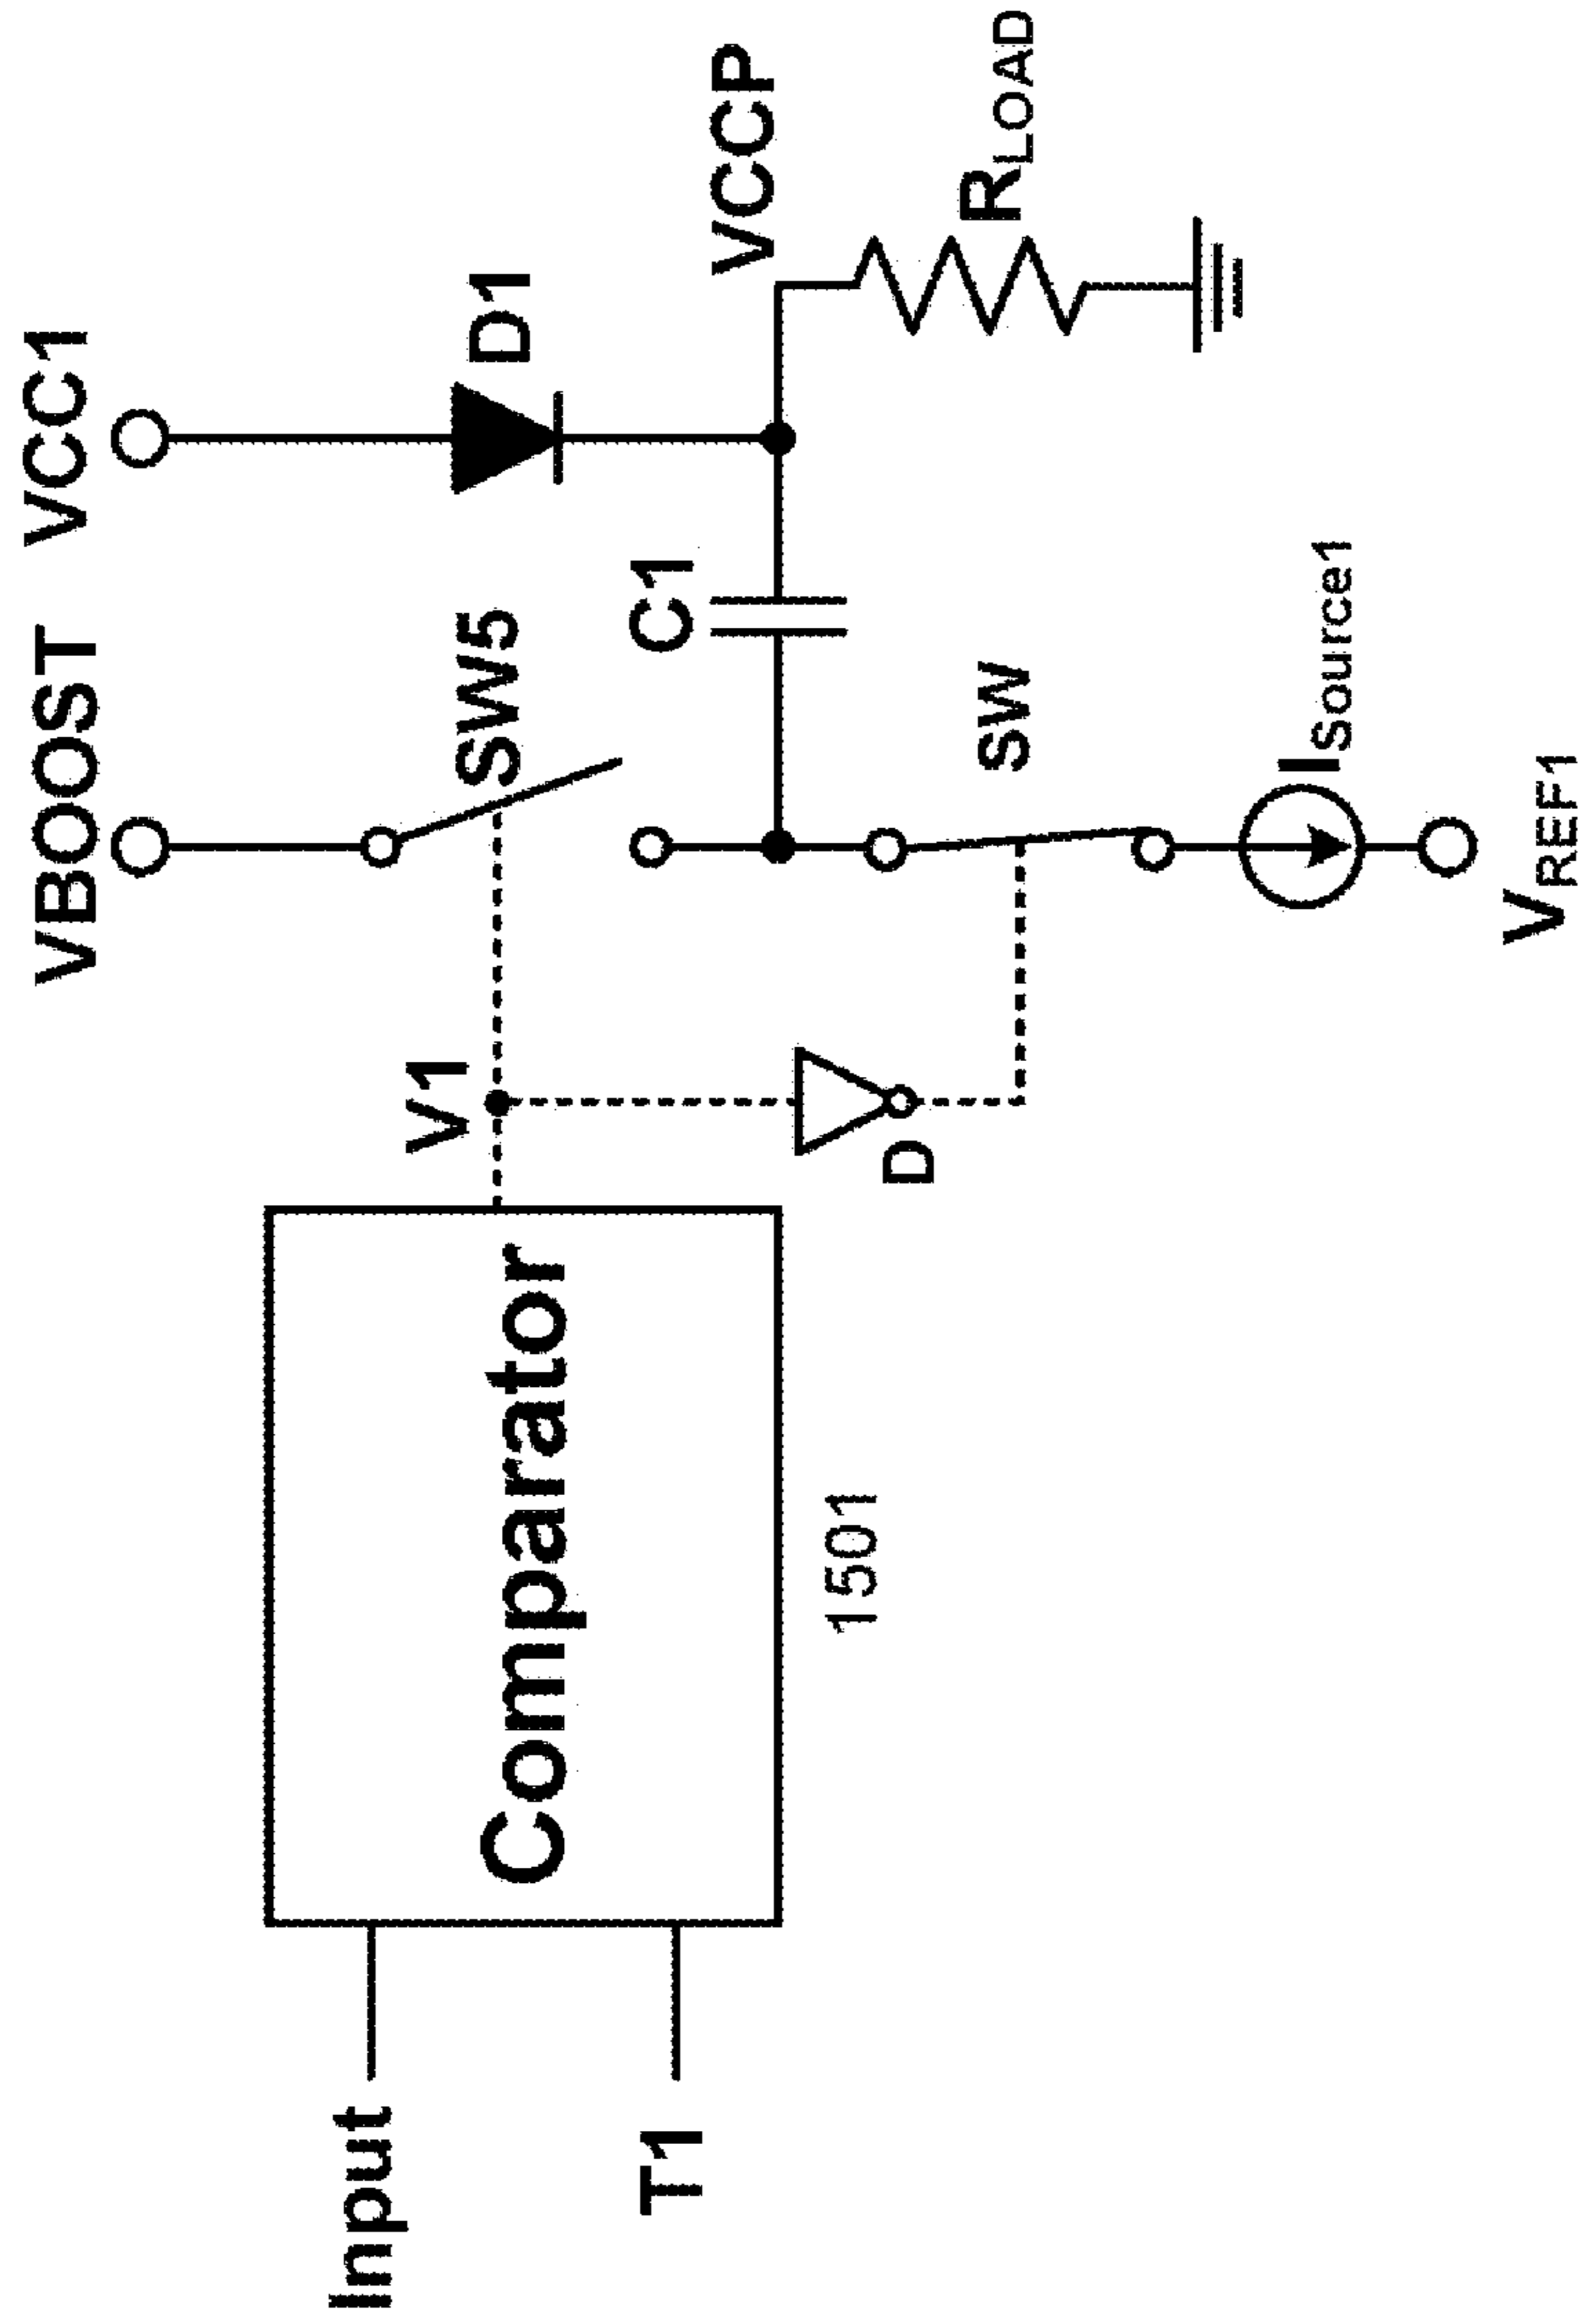 Input
T1
Comparator
1501
V1
D
VBOOST
SW5
SW
ISource1
VREF1
C1
VCC1
D1
VCCP
RLOAD